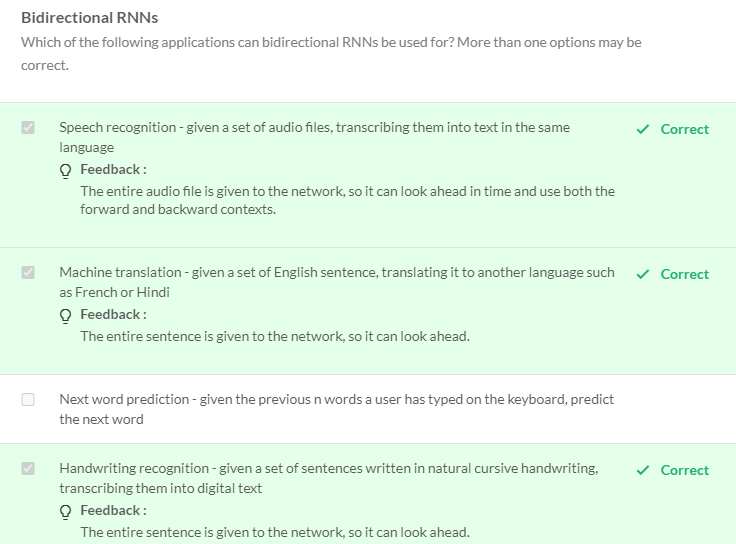 Bidirectional RNNs
Which of the following applications can bidirectional RNNs be used for? More than one options may be
correct.
Speech recognition - given a set of audio files, transcribing them into text in the same
language
Correct
Feedback :
The entire audio file is given to the network, so it can look ahead in time and use both the
forward and backward contexts.
Machine translation - given a set of English sentence, translating it to another language such
as French or Hindi
Correct
Feedback :
The entire sentence is given to the network, so it can look ahead.
Next word prediction - given the previous n words a user has typed on the keyboard, predict
the next word
Handwriting recognition - given a set of sentences written in natural cursive handwriting,
transcribing them into digital text
Correct
Feedback :
The entire sentence is given to the network, so it can look ahead.